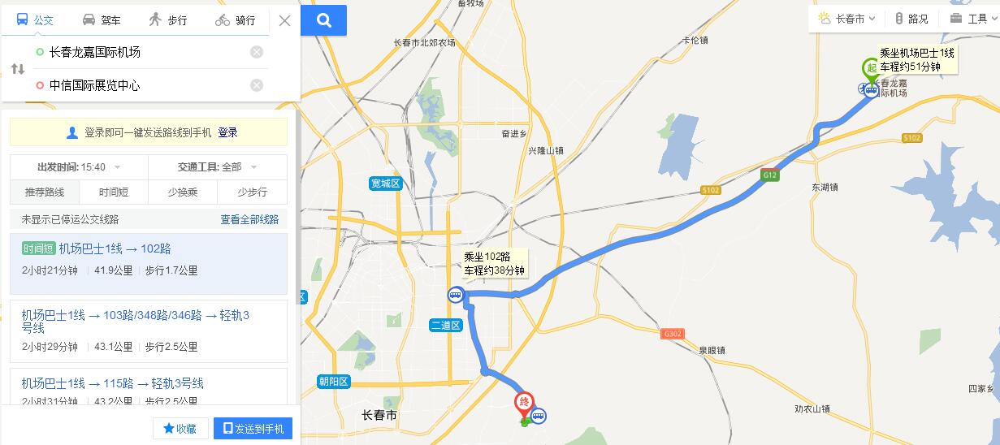 公交
驾车
步行
骑行
长春龙嘉国际机场
中信国际展览中心
登录即可一键发送路线到手机 登录
出发时间: 15:40
交通工具: 全部
推荐路线
时间短
少换乘
少步行
未显示已停运公交线路
查看全部线路
时间短 机场巴士1线 → 102路
2小时21分钟 | 41.9公里 | 步行1.7公里
机场巴士1线 → 103路/348路/346路 → 轻轨3
号线
2小时29分钟 | 43.1公里 | 步行2.5公里
机场巴士1线 → 115路 → 轻轨3号线
2小时31分钟 | 43.2公里 | 步行2.5公里
收藏
发送到手机
长春市
路况
工具
畜牧场
长春市北郊农场
卡伦镇
乘坐机场巴士1线
车程约51分钟
起
长春龙嘉
国际机场
奋进乡
兴隆山镇
S102
宽城区
G12
S102
东湖镇
乘坐102路
车程约38分钟
区
二道区
G302
泉眼镇
朝阳区
四家乡
终
长春市
劝农山镇